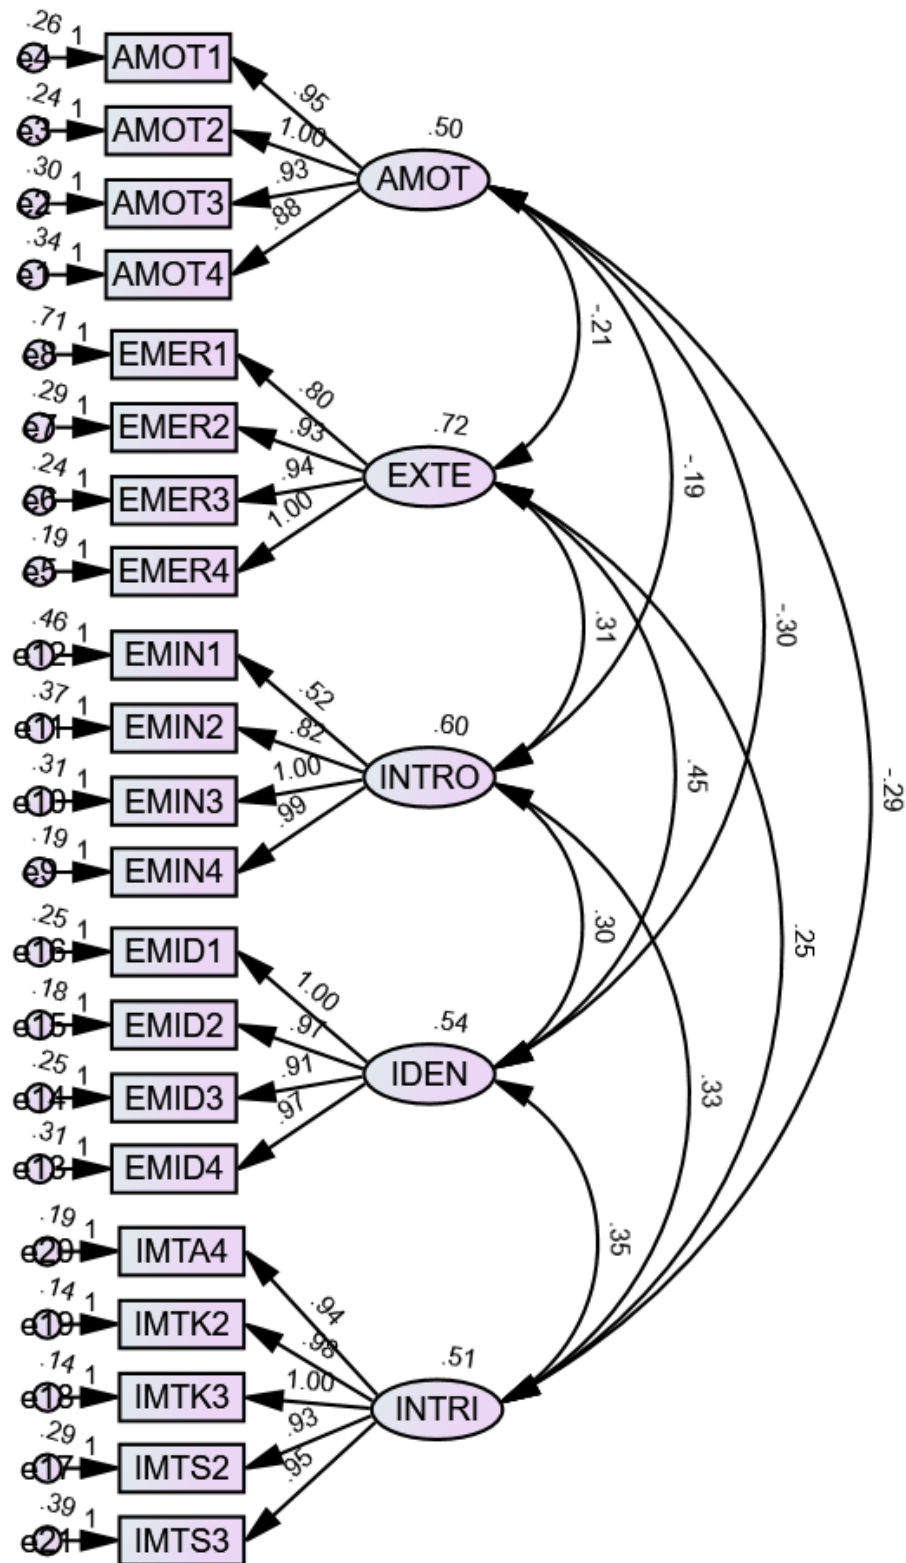 .26 1
e4 AMOT1
.95
.24 1
e3 AMOT2
1.00
.50
AMOT
.30 1
e2 AMOT3
.93
.34 1
e1 AMOT4
.88
-.21
.71 1
e8 EMER1
.80
.29 1
e7 EMER2
.93
.72
EXTE
.24 1
e6 EMER3
.94
-.19
.19 1
e5 EMER4
1.00
.46 1
e12 EMIN1
.52
.31
-.30
.37 1
e11 EMIN2
.82
.60
INTRO
.31 1
e10 EMIN3
1.00
.45
-.29
.19 1
e9 EMIN4
.99
.25 1
e16 EMID1
1.00
.30
.25
.18 1
e15 EMID2
.97
.54
IDEN
.25 1
e14 EMID3
.91
.33
.31 1
e13 EMID4
.97
.19 1
e20 IMTA4
.94
.35
.14 1
e19 IMTK2
.98
.51
INTRI
.14 1
e18 IMTK3
1.00
.29 1
e17 IMTS2
.93
.39 1
e21 IMTS3
.95